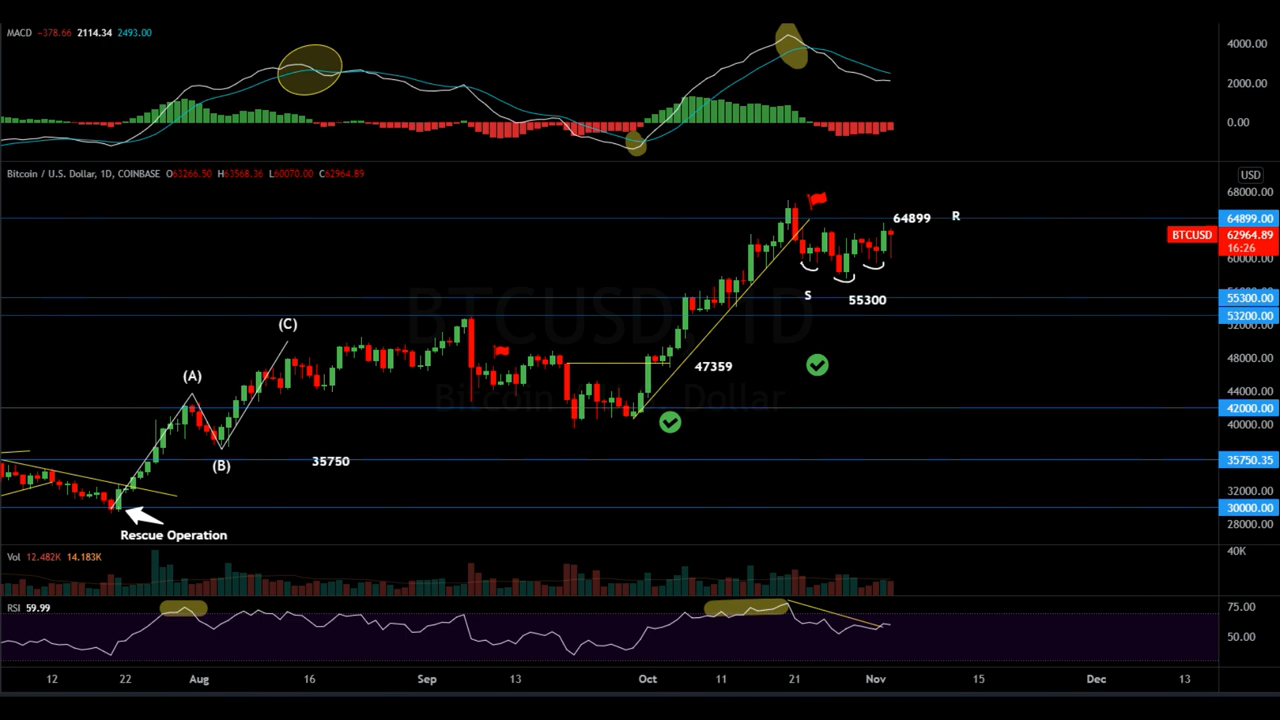 MACD -378.66 2114.34 2493.00
4000.00
2000.00
0.00
Bitcoin / U.S. Dollar, 1D, COINBASE O63266.50 H63568.36 L60070.00 C62964.89
USD
68000.00
64899 R
64899.00
BTCUSD 62964.89
16:26
60000.00
S
55300
55300.00
53200.00
52000.00
BTCUSD, 1D
Bitcoin / U.S. Dollar
(C)
48000.00
47359
(A)
44000.00
42000.00
40000.00
(B)
35750
35750.35
32000.00
30000.00
28000.00
Rescue Operation
Vol 12.482K 14.183K
40K
RSI 59.99
75.00
50.00
12 22 Aug 16 Sep 13 Oct 11 21 Nov 15 Dec 13